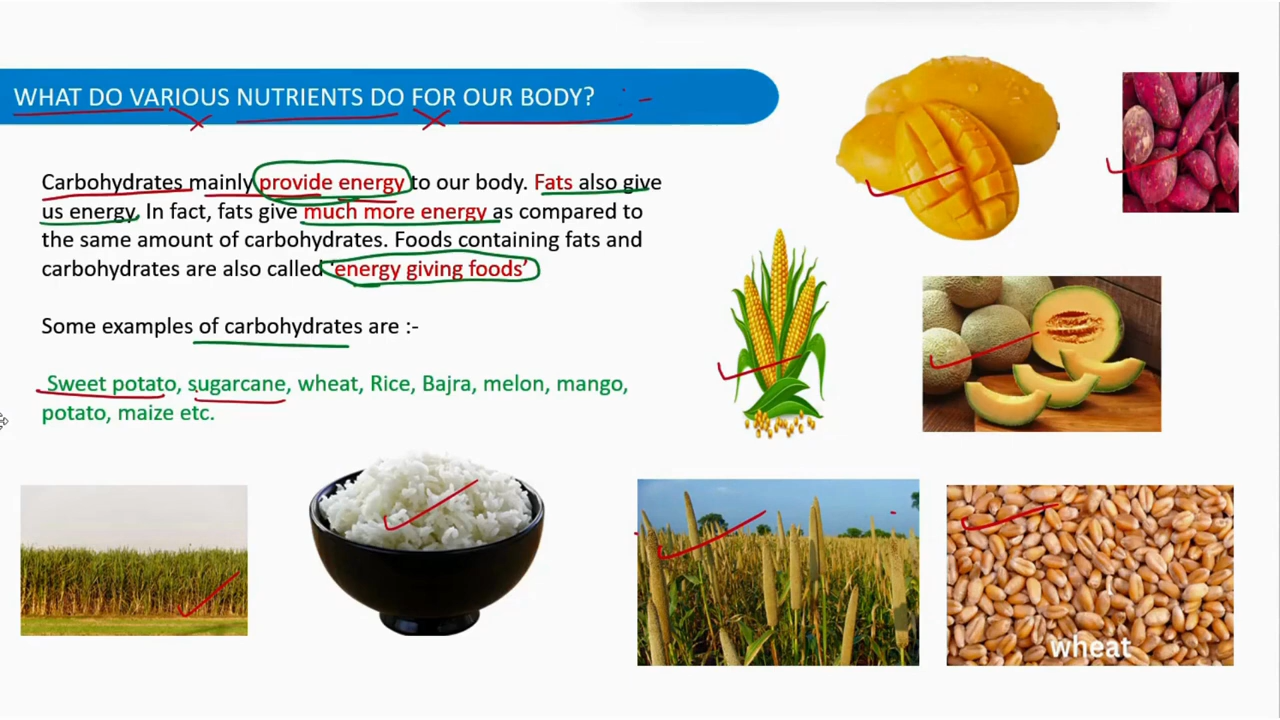 WHAT DO VARIOUS NUTRIENTS DO FOR OUR BODY?
Carbohydrates mainly provide energy to our body. Fats also give
us energy. In fact, fats give much more energy as compared to
the same amount of carbohydrates. Foods containing fats and
carbohydrates are also called ‘energy giving foods’
Some examples of carbohydrates are :-
Sweet potato, sugarcane, wheat, Rice, Bajra, melon, mango,
potato, maize etc.
wheat